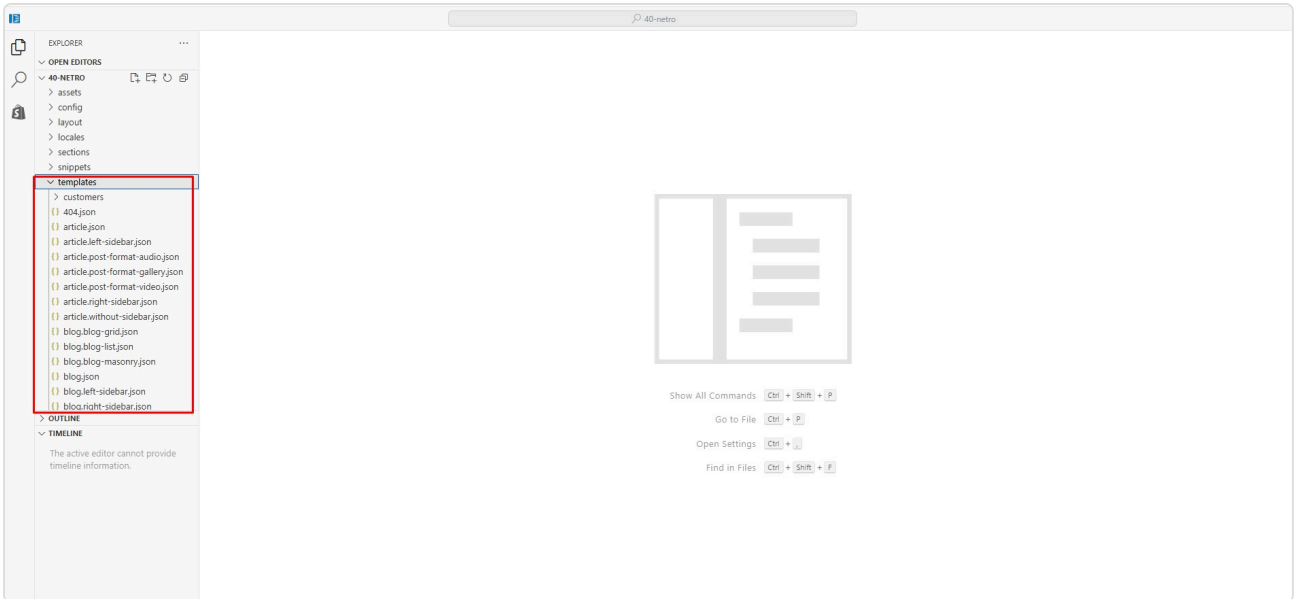 40-netro
EXPLORER
OPEN EDITORS
40-NETRO
assets
config
layout
locales
sections
snippets
templates
customers
404.json
article.json
article.left-sidebar.json
article.post-format-audio.json
article.post-format-gallery.json
article.post-format-video.json
article.right-sidebar.json
article.without-sidebar.json
blog.blog-grid.json
blog.blog-list.json
blog.blog-masonry.json
blog.json
blog.left-sidebar.json
blog.right-sidebar.json
OUTLINE
TIMELINE
The active editor cannot provide
timeline information.
Show All Commands Ctrl + Shift + P
Go to File Ctrl + P
Open Settings Ctrl + ,
Find in Files Ctrl + Shift + F